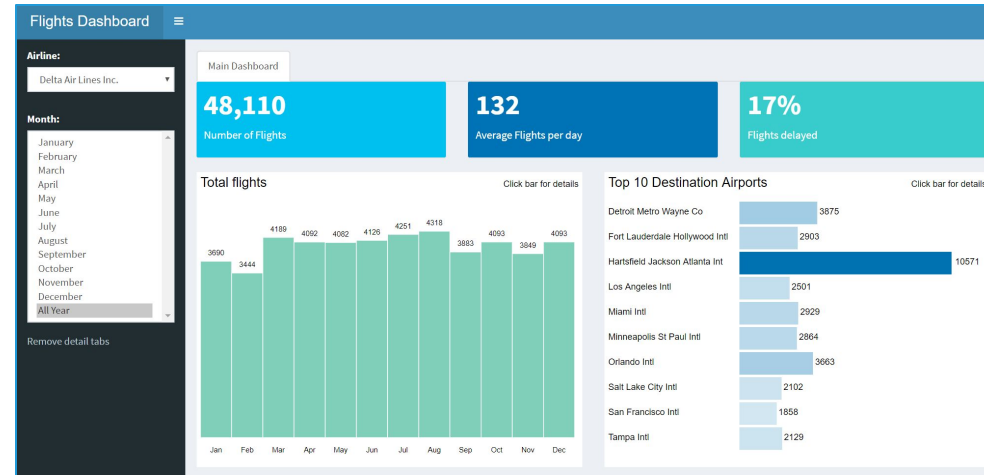 Flights Dashboard ≡
Airline:
Delta Air Lines Inc.
Month:
January
February
March
April
May
June
July
August
September
October
November
December
All Year
Remove detail tabs
Main Dashboard
48,110
Number of Flights
132
Average Flights per day
17%
Flights delayed
Total flights
Click bar for details
3690 3444 4189 4092 4082 4126 4251 4318 3883 4093 3849 4093
Jan Feb Mar Apr May Jun Jul Aug Sep Oct Nov Dec
Top 10 Destination Airports
Click bar for details
Detroit Metro Wayne Co 3875
Fort Lauderdale Hollywood Intl 2903
Hartsfield Jackson Atlanta Int 10571
Los Angeles Intl 2501
Miami Intl 2929
Minneapolis St Paul Intl 2864
Orlando Intl 3663
Salt Lake City Intl 2102
San Francisco Intl 1858
Tampa Intl 2129